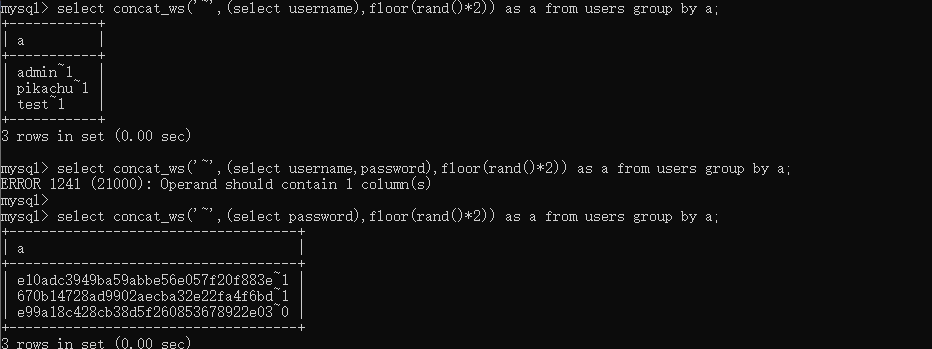 mysql> select concat_ws('~',(select username),floor(rand()*2)) as a from users group by a;
+-----------+
| a         |
+-----------+
| admin~1   |
| pikachu~1 |
| test~1    |
+-----------+
3 rows in set (0.00 sec)
mysql> select concat_ws('~',(select username,password),floor(rand()*2)) as a from users group by a;
ERROR 1241 (21000): Operand should contain 1 column(s)
mysql>
mysql> select concat_ws('~',(select password),floor(rand()*2)) as a from users group by a;
+------------------------------------+
| a                                  |
+------------------------------------+
| e10adc3949ba59abbe56e057f20f883e~1 |
| 670b14728ad9902aecba32e22fa4f6bd~1 |
| e99a18c428cb38d5f260853678922e03~0 |
+------------------------------------+
3 rows in set (0.00 sec)